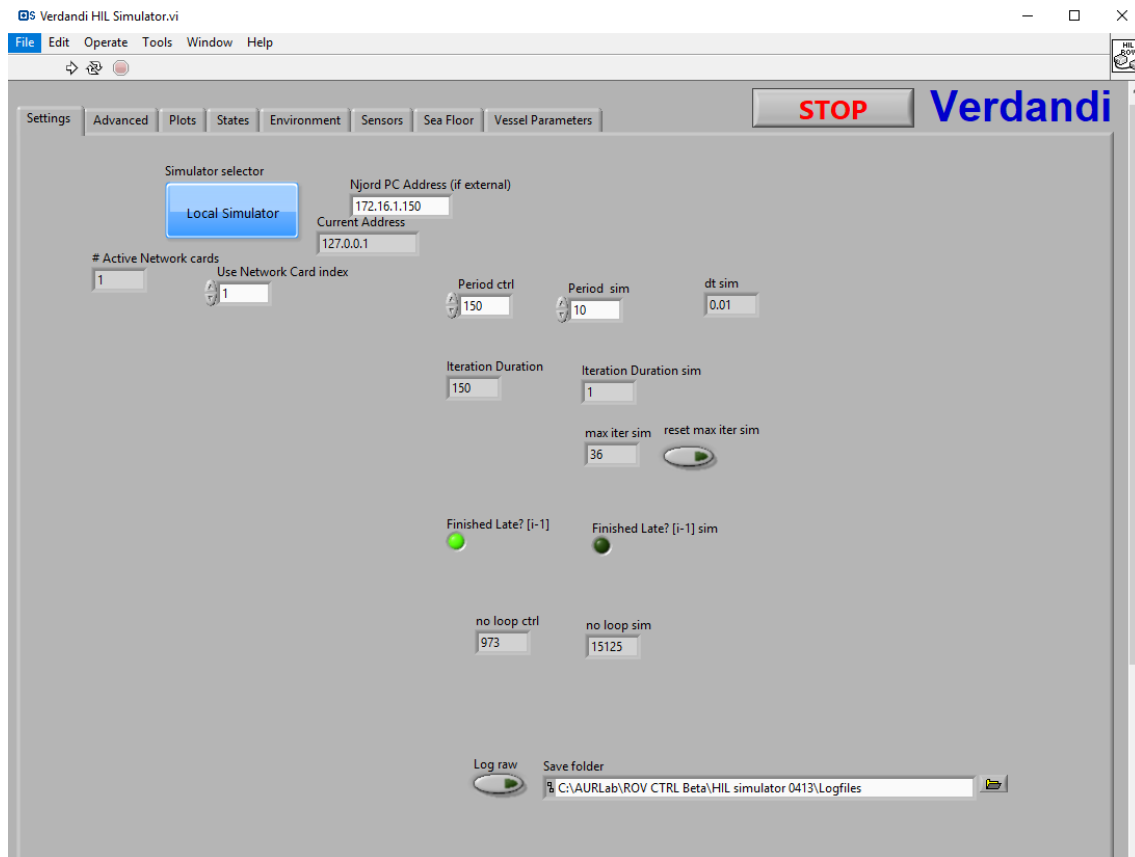 Verdandi HIL Simulator.vi
File Edit Operate Tools Window Help
HIL
ROV
STOP
Verdandi
Settings Advanced Plots States Environment Sensors Sea Floor Vessel Parameters
Simulator selector
Local Simulator
Njord PC Address (if external)
172.16.1.150
Current Address
127.0.0.1
# Active Network cards
1
Use Network Card index
1
Period ctrl
150
Period sim
10
dt sim
0.01
Iteration Duration
150
Iteration Duration sim
1
max iter sim
36
reset max iter sim
Finished Late? [i-1]
Finished Late? [i-1] sim
no loop ctrl
973
no loop sim
15125
Log raw
Save folder
C:\AURLab\ROV CTRL Beta\HIL simulator 0413\Logfiles